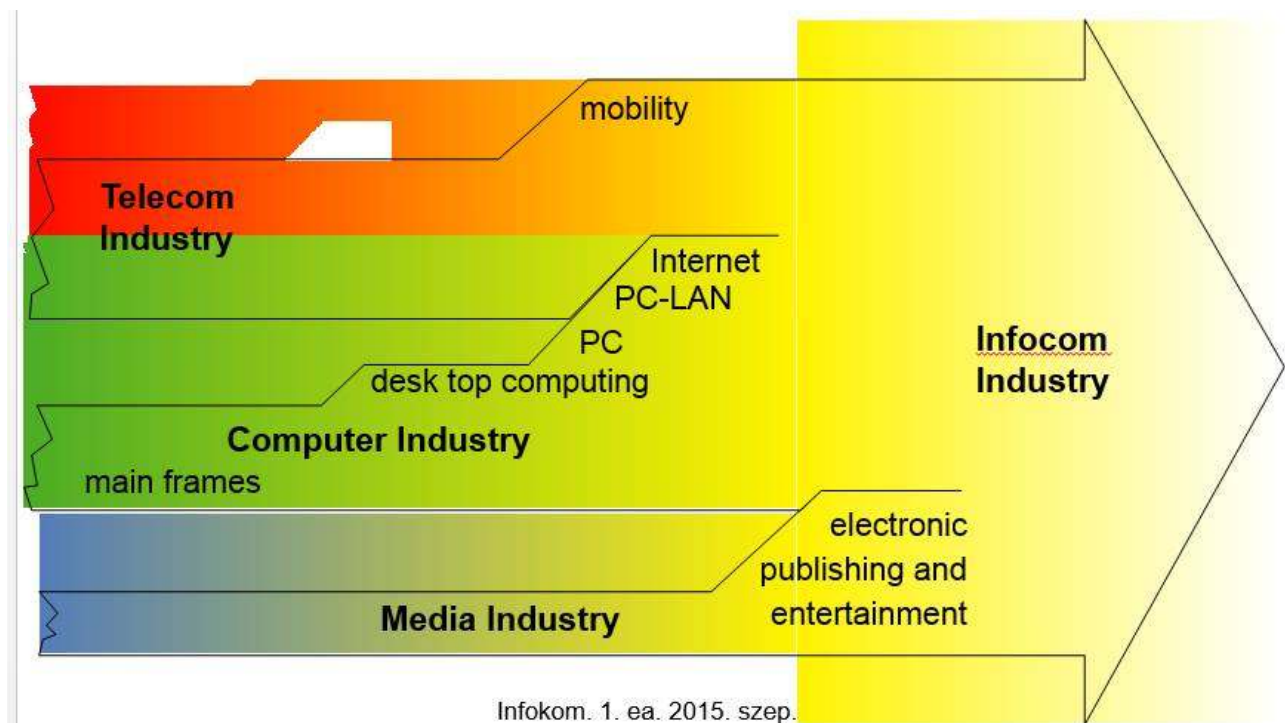 mobility
Telecom
Industry
Internet
PC-LAN
PC
desk top computing
Infocom
Industry
Computer Industry
main frames
electronic
publishing and
entertainment
Media Industry
Infokom. 1. ea. 2015. szep.